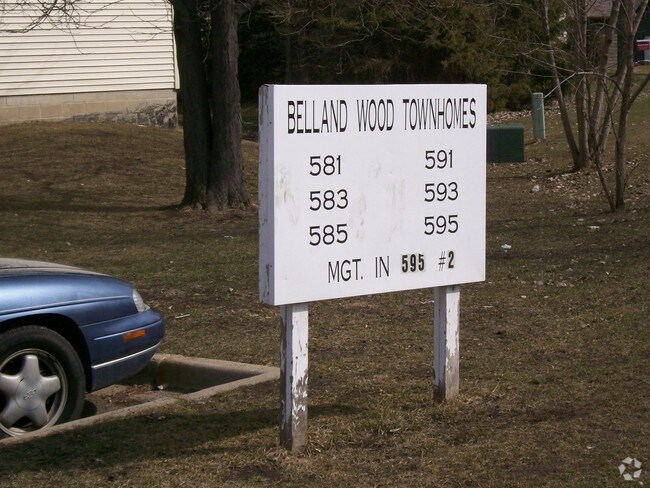 BELLAND WOOD TOWNHOMES
581 591
583 593
585 595
MGT. IN 595 #2